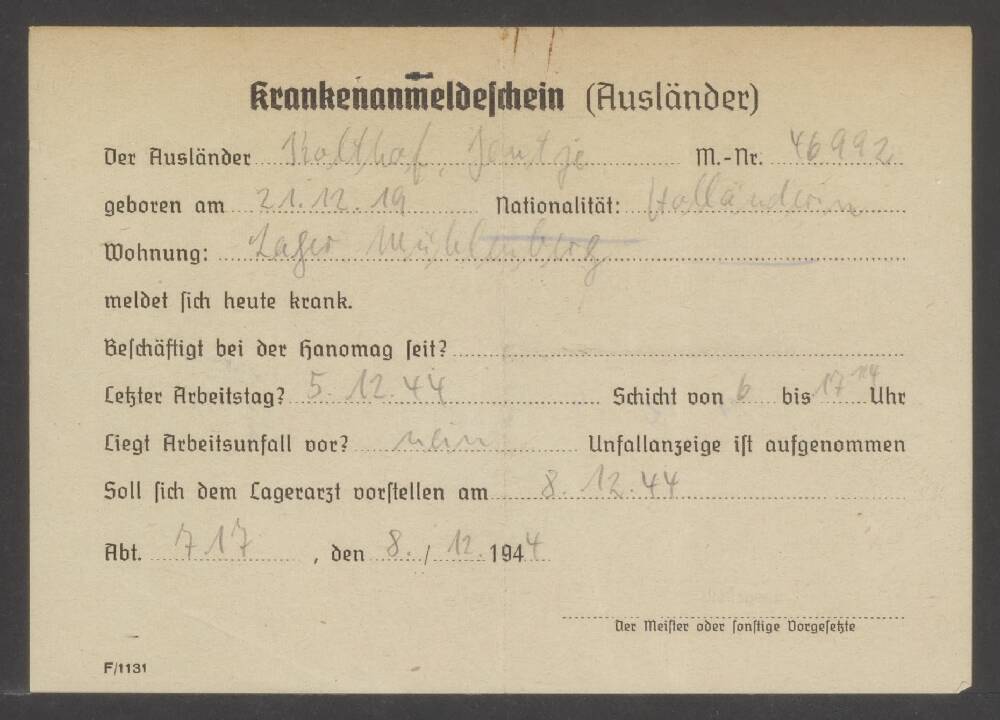 Krankenanmeldeschein (Ausländer)
Der Ausländer Kolthof, Jantje M.-Nr. 46992
geboren am 21.12.19 Nationalität: Holländerin
Wohnung: Lager Mühlenberg
meldet sich heute krank.
Beschäftigt bei der Hanomag seit?
Letzter Arbeitstag? 5.12.44 Schicht von 6 bis 17 Uhr
Liegt Arbeitsunfall vor? nein Unfallanzeige ist aufgenommen
Soll sich dem Lagerarzt vorstellen am 8.12.44
Abt. 717, den 8./12.1944
Der Meister oder sonstige Vorgesetzte
F/1131